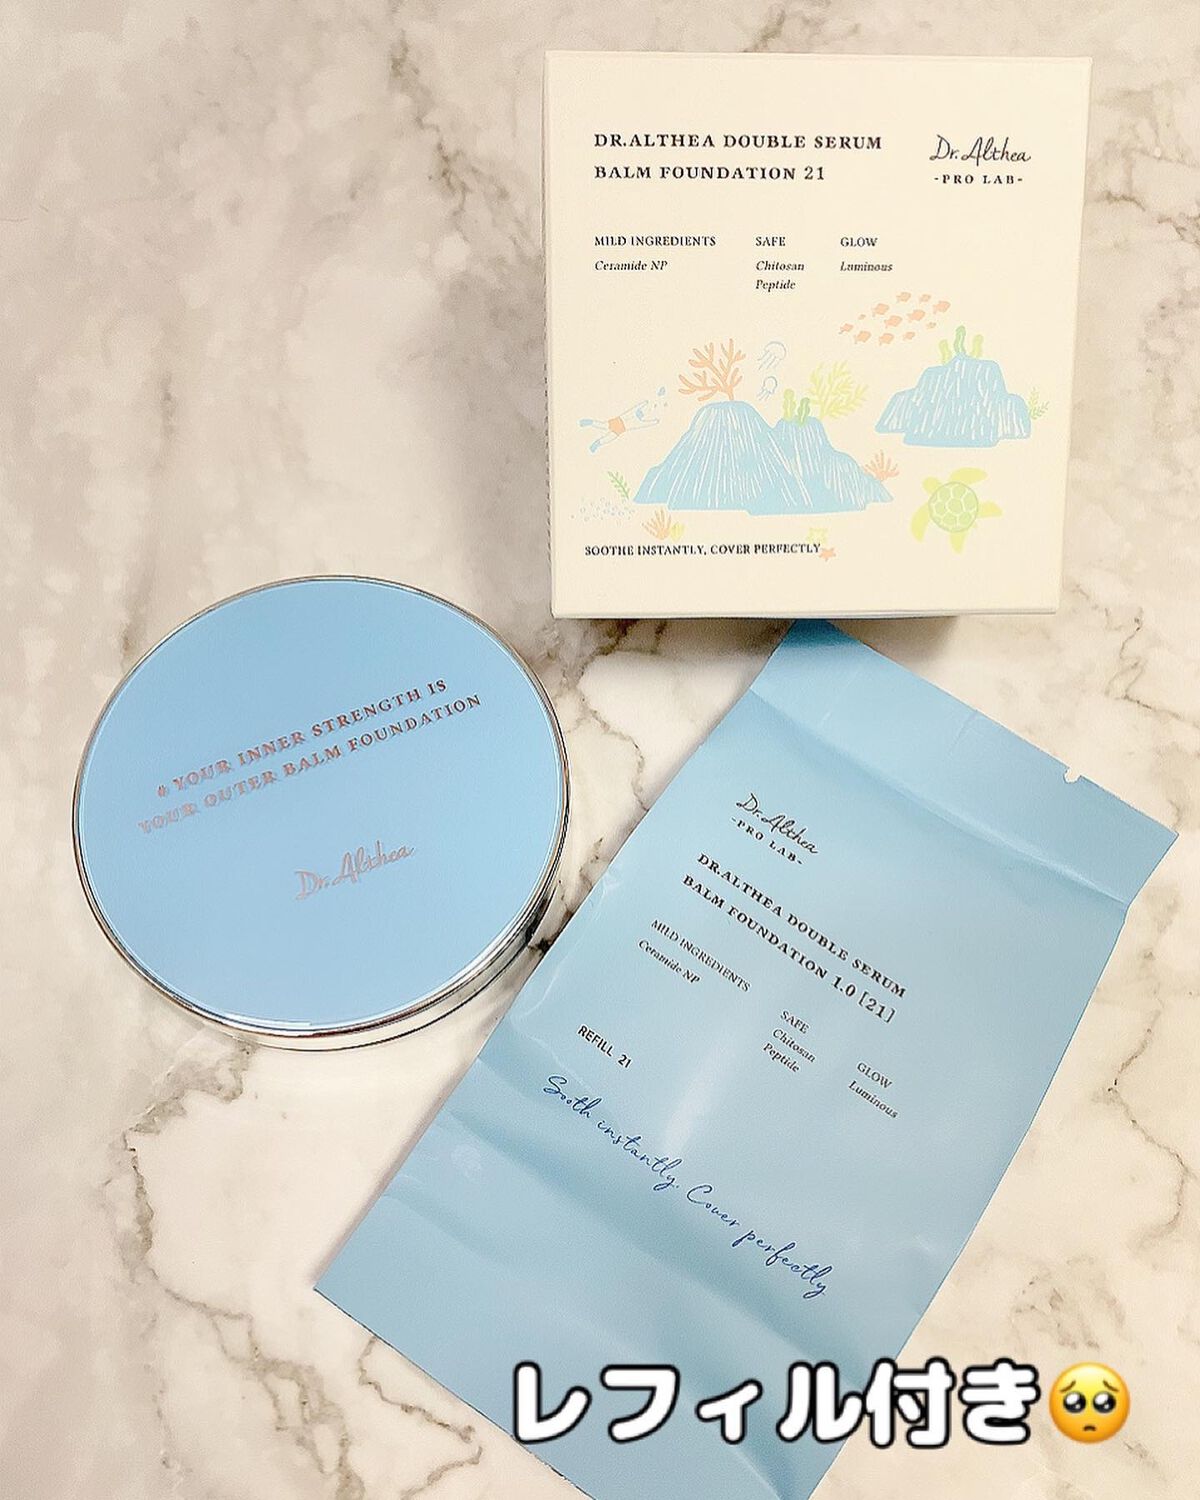 DR.ALTHEA DOUBLE SERUM
BALM FOUNDATION 21
Dr.Althea
-PRO LAB-
MILD INGREDIENTS
Ceramide NP
SAFE
Chitosan
Peptide
GLOW
Luminous
SOOTHE INSTANTLY, COVER PERFECTLY
# YOUR INNER STRENGTH IS
YOUR OUTER BALM FOUNDATION
Dr.Althea
Dr.Althea
-PRO LAB-
DR.ALTHEA DOUBLE SERUM
BALM FOUNDATION 1.0 [21]
MILD INGREDIENTS
Ceramide NP
SAFE
Chitosan
Peptide
GLOW
Luminous
REFILL 21
Sooth instantly. Cover perfectly
レフィル付き🥺